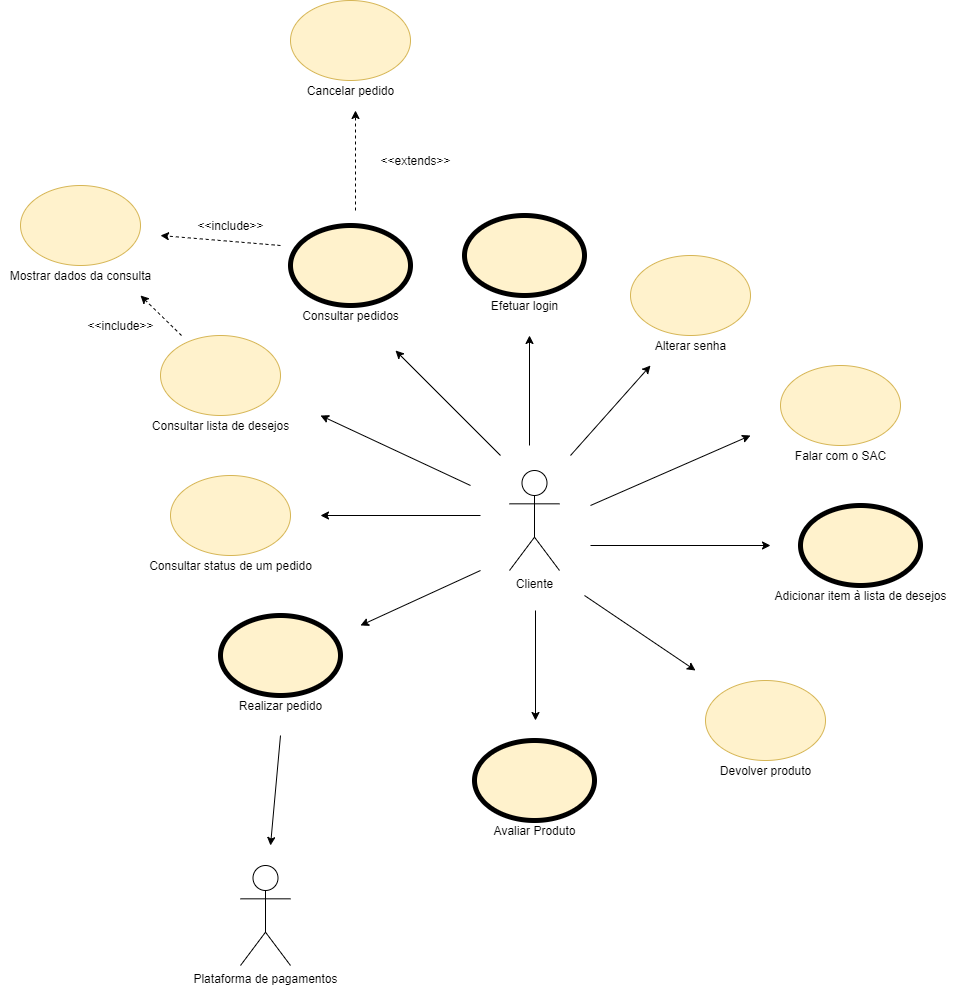 Cancelar pedido
<<extends>>
<<include>>
Mostrar dados da consulta
Consultar pedidos
Efetuar login
<<include>>
Alterar senha
Consultar lista de desejos
Falar com o SAC
Consultar status de um pedido
Cliente
Adicionar item à lista de desejos
Realizar pedido
Devolver produto
Avaliar Produto
Plataforma de pagamentos